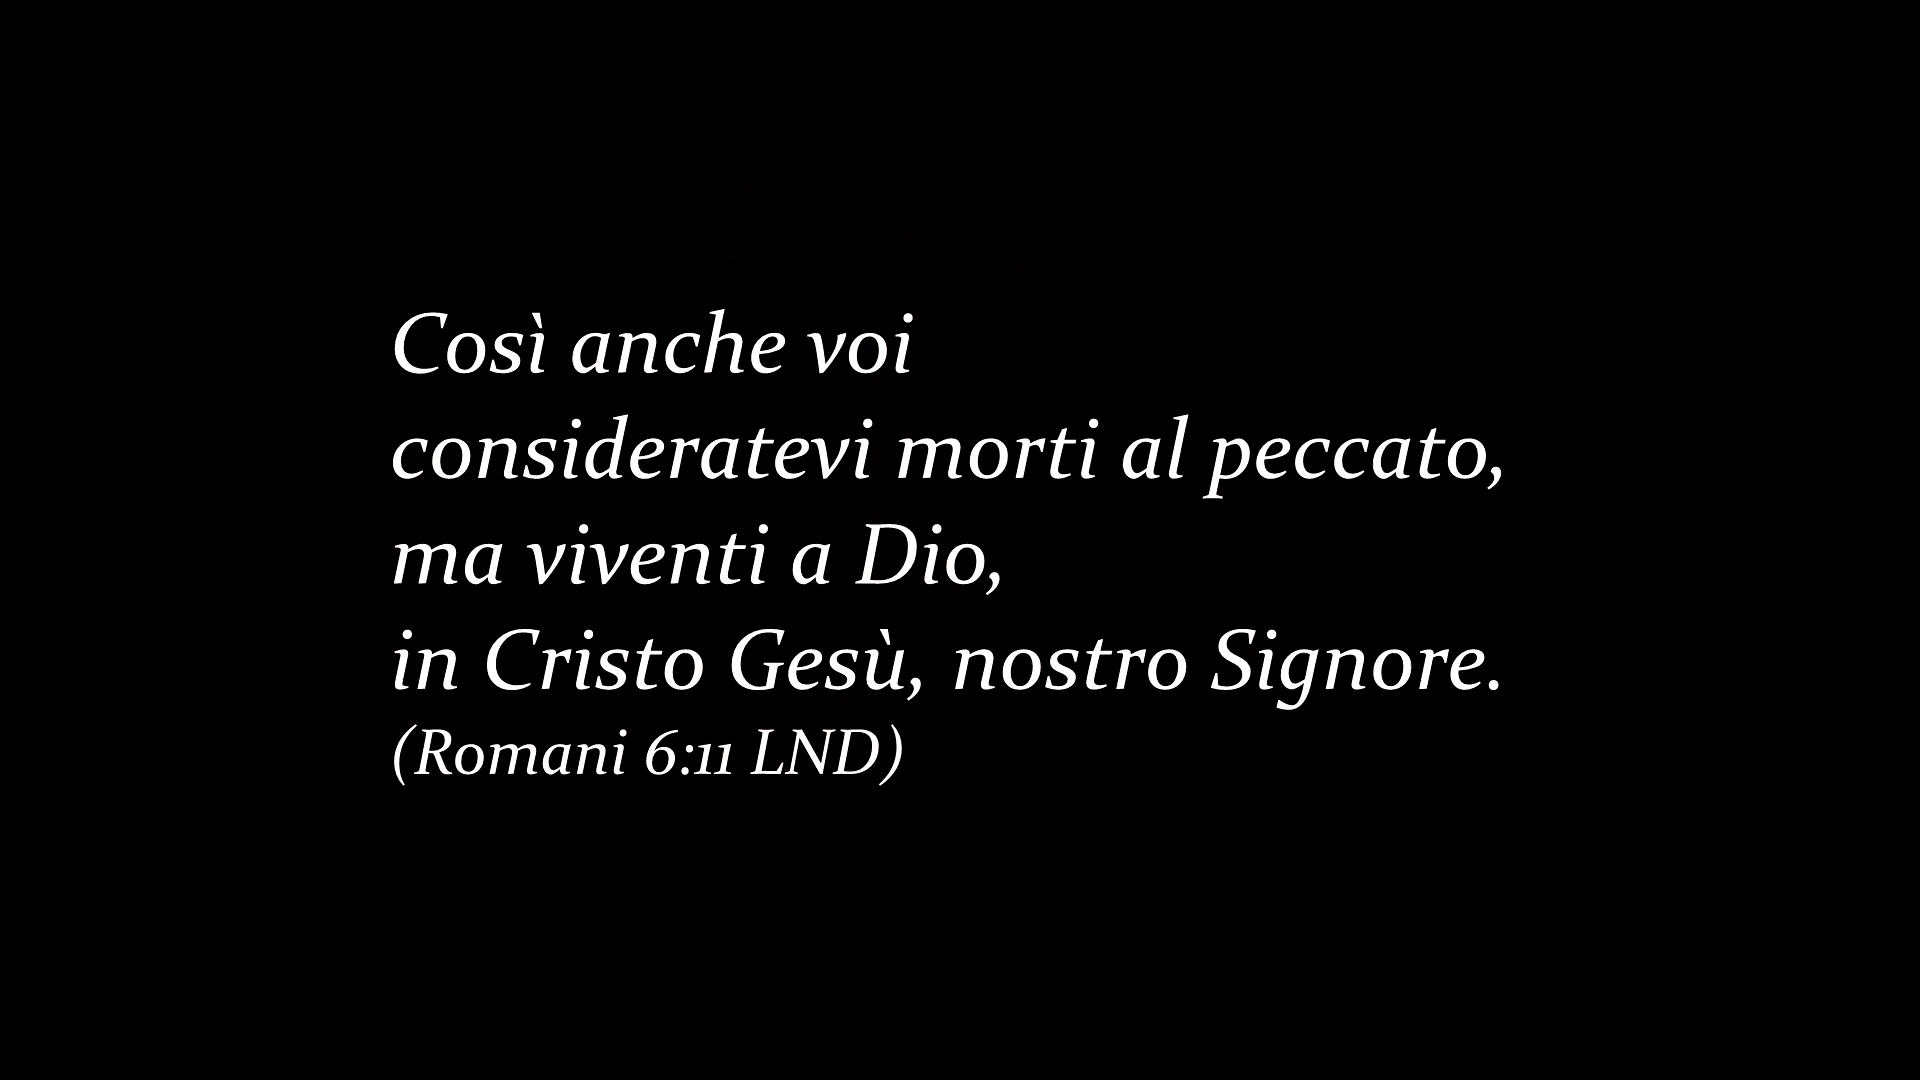 Così anche voi
consideratevi morti al peccato,
ma viventi a Dio,
in Cristo Gesù, nostro Signore.
(Romani 6:11 LND)